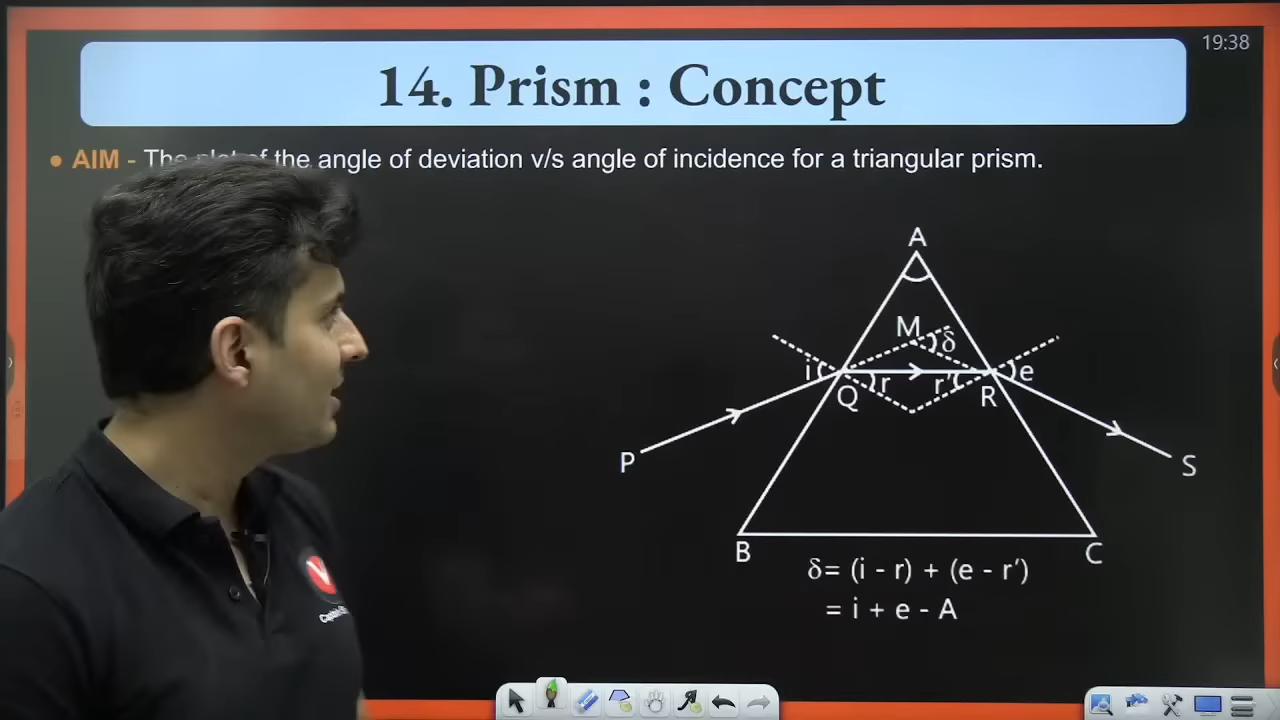 19:38
14. Prism : Concept
• AIM - The plot of the angle of deviation v/s angle of incidence for a triangular prism.
A
M δ
i r r' e
Q R
P S
B C
δ= (i - r) + (e - r')
= i + e - A
V